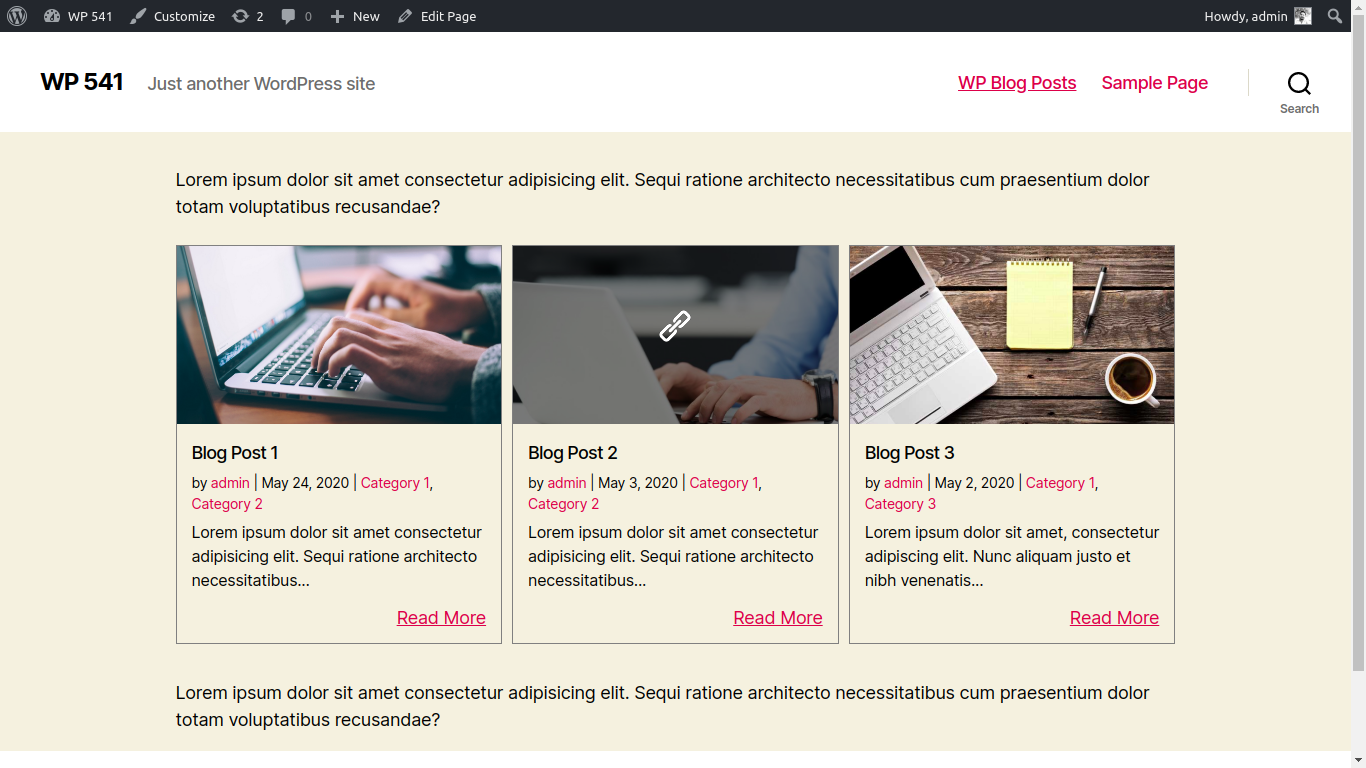 WP 541 Customize 2 0 New Edit Page Howdy, admin
WP 541 Just another WordPress site WP Blog Posts Sample Page
Search
Lorem ipsum dolor sit amet consectetur adipisicing elit. Sequi ratione architecto necessitatibus cum praesentium dolor
totam voluptatibus recusandae?
Blog Post 1
by admin | May 24, 2020 | Category 1,
Category 2
Lorem ipsum dolor sit amet consectetur
adipisicing elit. Sequi ratione architecto
necessitatibus...
Read More
Blog Post 2
by admin | May 3, 2020 | Category 1,
Category 2
Lorem ipsum dolor sit amet consectetur
adipisicing elit. Sequi ratione architecto
necessitatibus...
Read More
Blog Post 3
by admin | May 2, 2020 | Category 1,
Category 3
Lorem ipsum dolor sit amet, consectetur
adipiscing elit. Nunc aliquam justo et
nibh venenatis...
Read More
Lorem ipsum dolor sit amet consectetur adipisicing elit. Sequi ratione architecto necessitatibus cum praesentium dolor
totam voluptatibus recusandae?